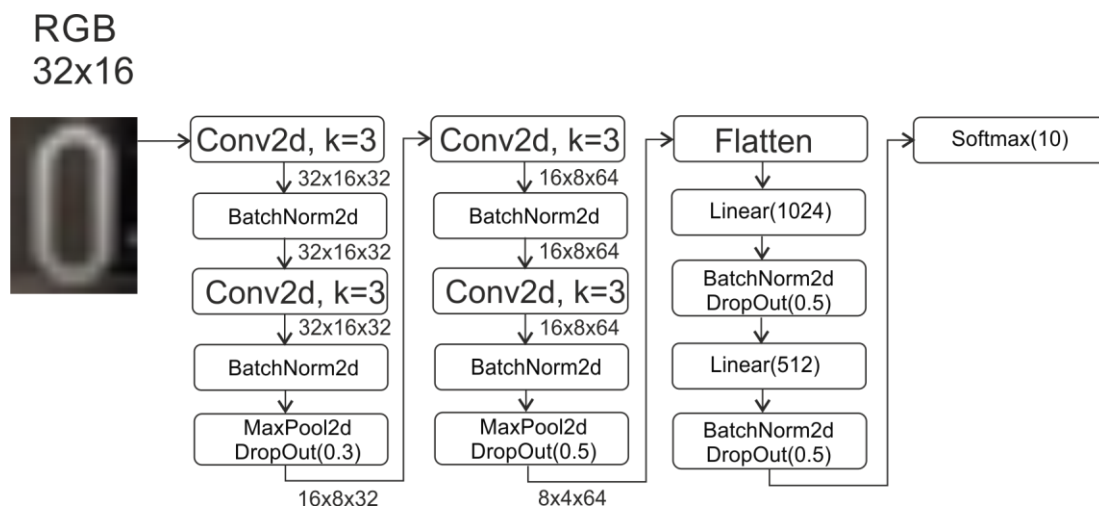 RGB
32x16
Conv2d, k=3
32x16x32
BatchNorm2d
32x16x32
Conv2d, k=3
32x16x32
BatchNorm2d
MaxPool2d
DropOut(0.3)
16x8x32
Conv2d, k=3
16x8x64
BatchNorm2d
16x8x64
Conv2d, k=3
16x8x64
BatchNorm2d
MaxPool2d
DropOut(0.5)
8x4x64
Flatten
Linear(1024)
BatchNorm2d
DropOut(0.5)
Linear(512)
BatchNorm2d
DropOut(0.5)
Softmax(10)
0